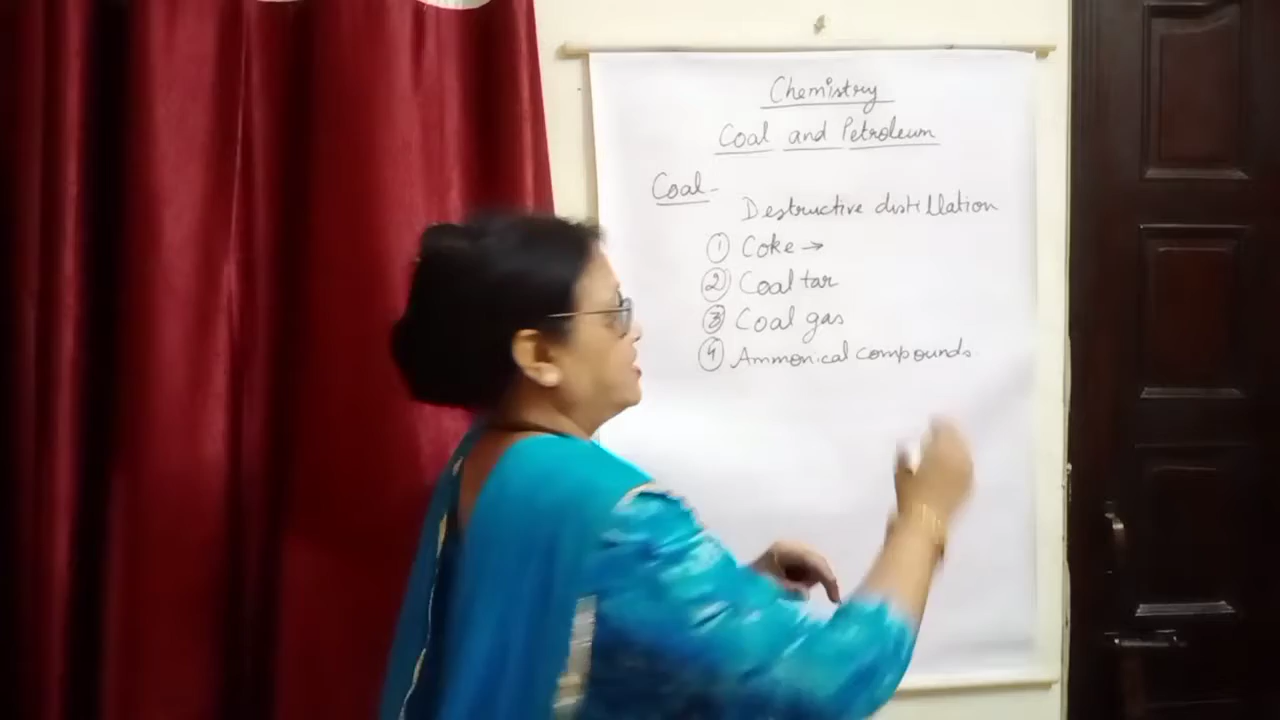 Chemistry
Coal and Petroleum
Coal-
Destructive distillation
① Coke →
② Coal tar
③ Coal gas
④ Ammonical compounds.